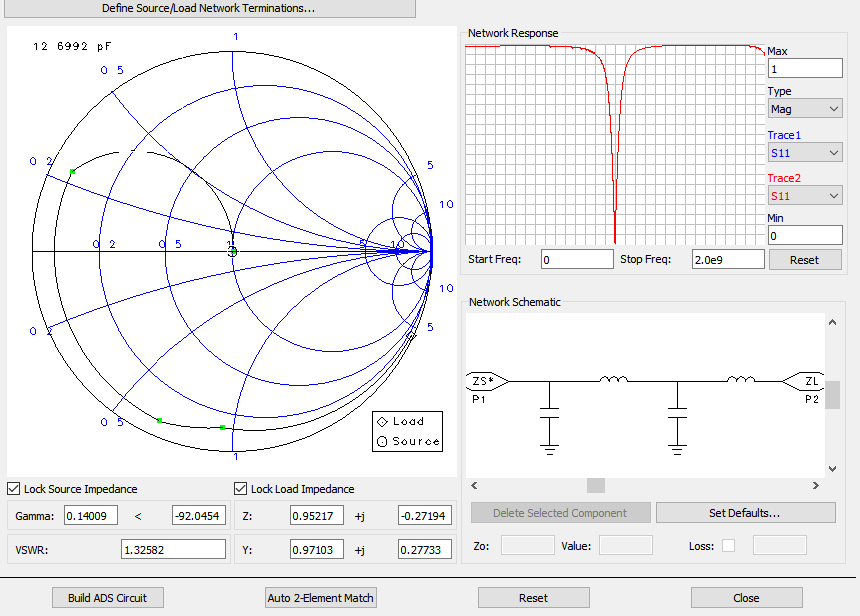 Define Source/Load Network Terminations...
12 6992 pF
1
0 5
0 2
5
10
0 2
0 5
1
5
10
10
0 2
5
0 5
1
Load
Source
Lock Source Impedance
Lock Load Impedance
Gamma: 0.14009 < -92.0454
Z: 0.95217 +j -0.27194
VSWR: 1.32582
Y: 0.97103 +j 0.27733
Network Response
Max
1
Type
Mag
Trace1
S11
Trace2
S11
Min
0
Start Freq: 0 Stop Freq: 2.0e9 Reset
Network Schematic
ZS* ZL
P1 P2
Delete Selected Component Set Defaults...
Zo: Value: Loss:
Build ADS Circuit Auto 2-Element Match Reset Close